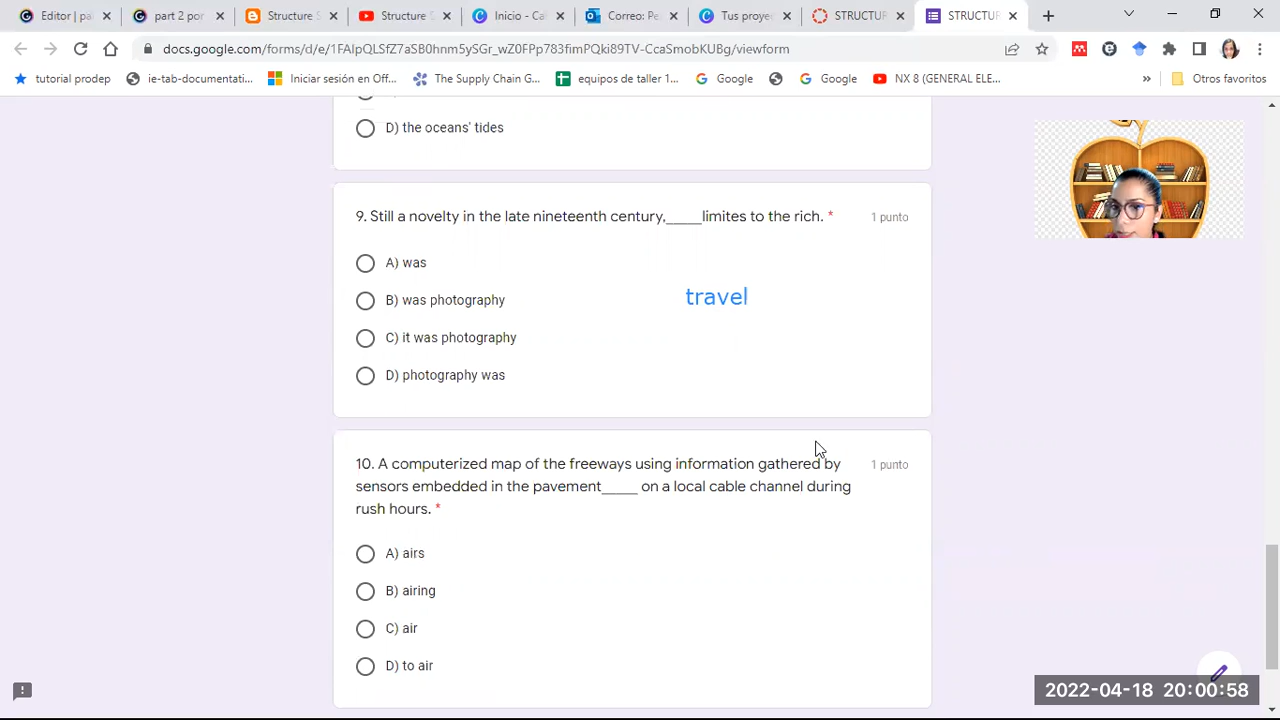 Editor | pa
part 2 por
Structure S
Structure S
Inicio - Ca
Correo: Pe
Tus proye
STRUCTUR
STRUCTUR
docs.google.com/forms/d/e/1FAIpQLSfZ7aSB0hnm5ySGr_wZ0FPp783fimPQki89TV-CcaSmobKUBg/viewform
tutorial prodep
ie-tab-documentati...
Iniciar sesión en Off...
The Supply Chain G...
equipos de taller 1...
Google
Google
NX 8 (GENERAL ELE...
»
Otros favoritos
D) the oceans' tides
9. Still a novelty in the late nineteenth century,_____limites to the rich. *
1 punto
A) was
B) was photography
travel
C) it was photography
D) photography was
10. A computerized map of the freeways using information gathered by
1 punto
sensors embedded in the pavement_____ on a local cable channel during
rush hours. *
A) airs
B) airing
C) air
D) to air
2022-04-18 20:00:58